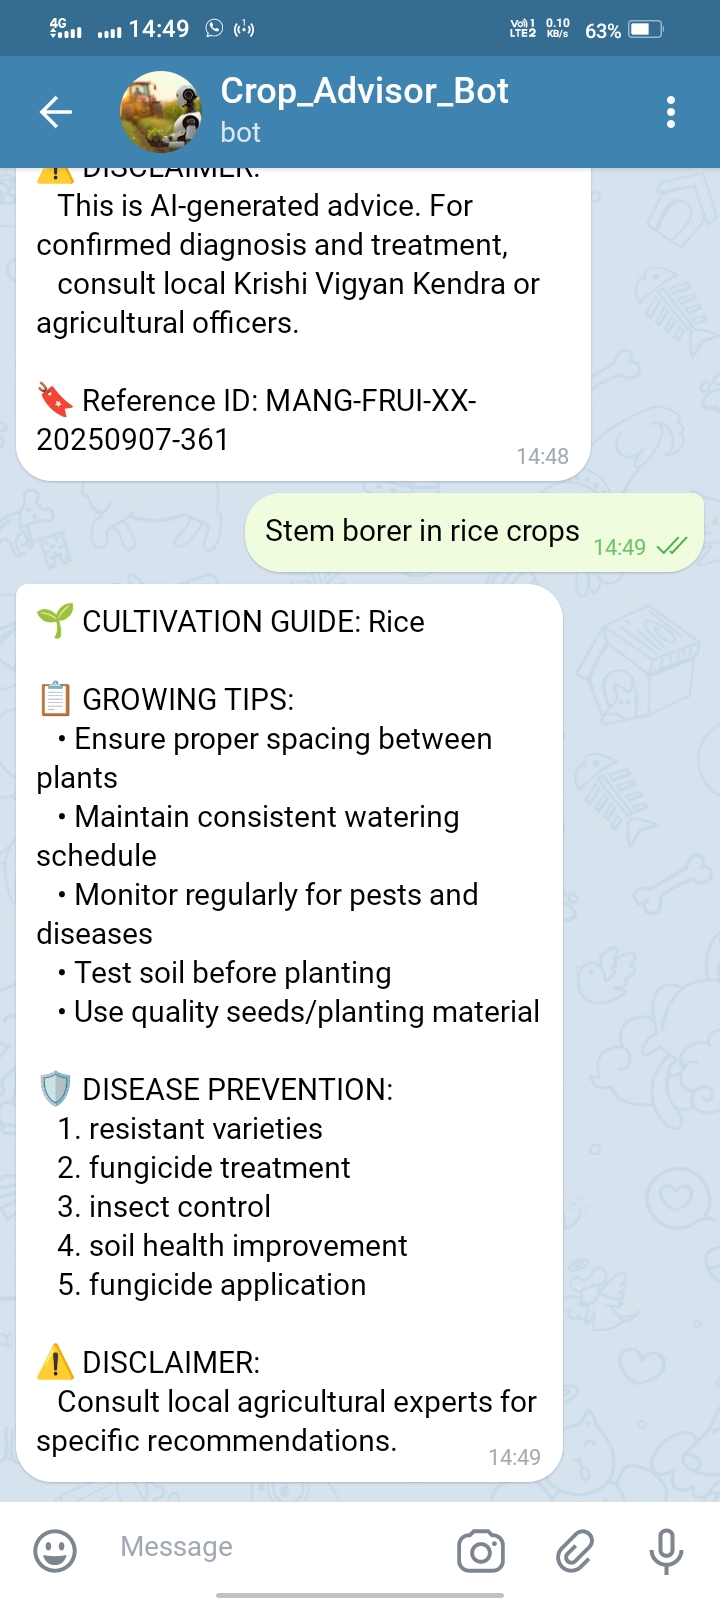 4G 14:49 Vo)) 1 LTE2 0.10 KB/s 63%
Crop_Advisor_Bot
bot
DISCLAIMER:
This is AI-generated advice. For
confirmed diagnosis and treatment,
consult local Krishi Vigyan Kendra or
agricultural officers.
Reference ID: MANG-FRUI-XX-
20250907-361
14:48
Stem borer in rice crops
14:49
CULTIVATION GUIDE: Rice
GROWING TIPS:
• Ensure proper spacing between
plants
• Maintain consistent watering
schedule
• Monitor regularly for pests and
diseases
• Test soil before planting
• Use quality seeds/planting material
DISEASE PREVENTION:
1. resistant varieties
2. fungicide treatment
3. insect control
4. soil health improvement
5. fungicide application
DISCLAIMER:
Consult local agricultural experts for
specific recommendations.
14:49
Message